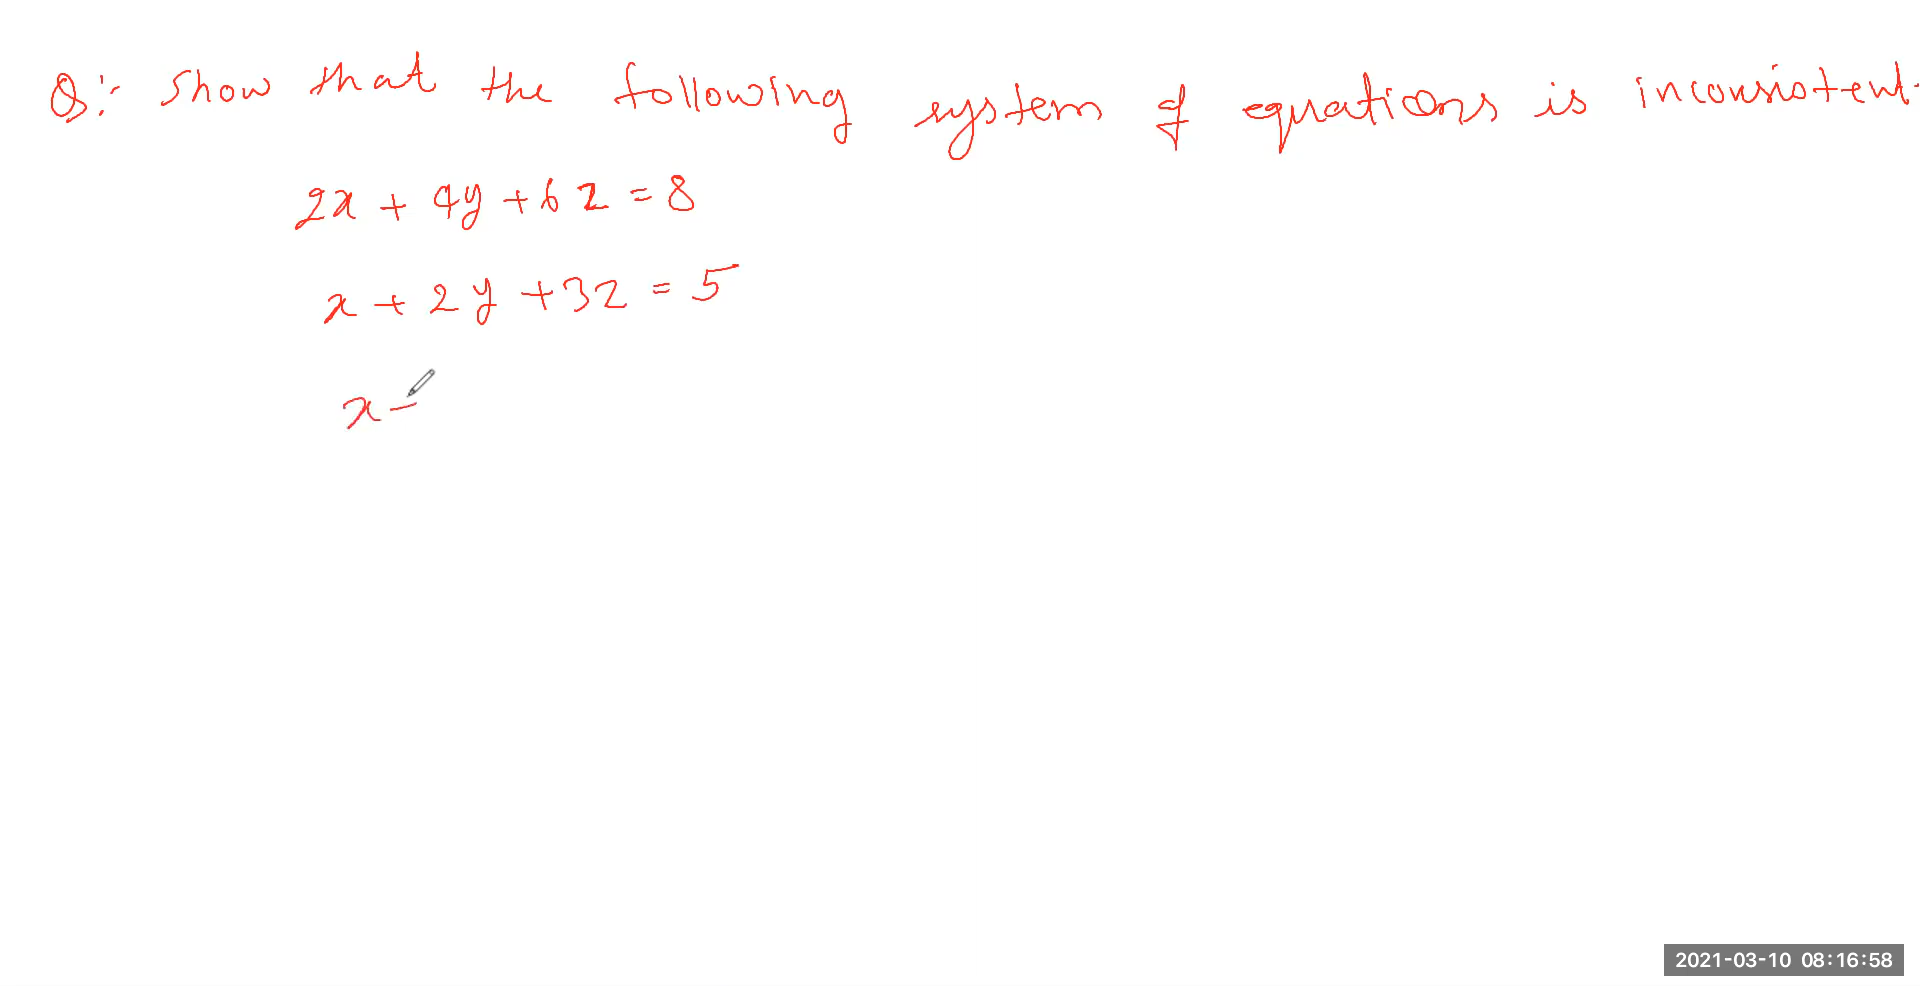 Q:- Show that the following system of equations is inconsistent.
2x + 4y + 6z = 8
x + 2y + 3z = 5
x -
2021-03-10 08:16:58